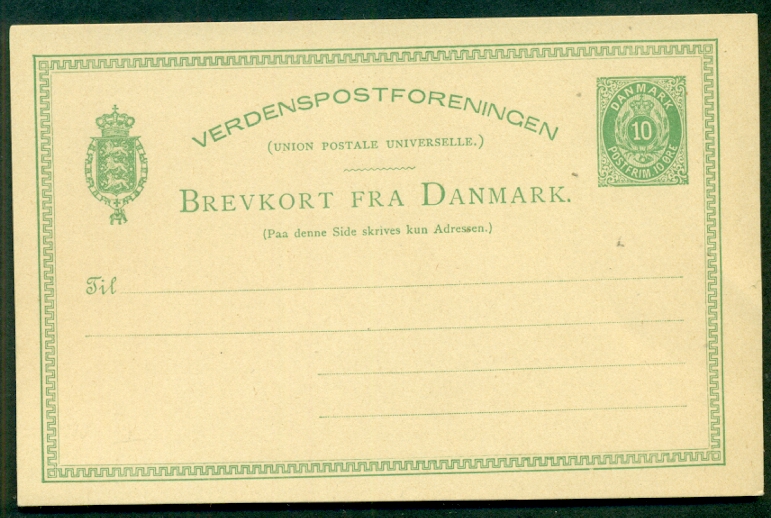 VERDENSPOSTFORENINGEN
(UNION POSTALE UNIVERSELLE.)
BREVKORT FRA DANMARK.
(Paa denne Side skrives kun Adressen.)
DANMARK
10
POSTFRIM. 10 ØRE
Til